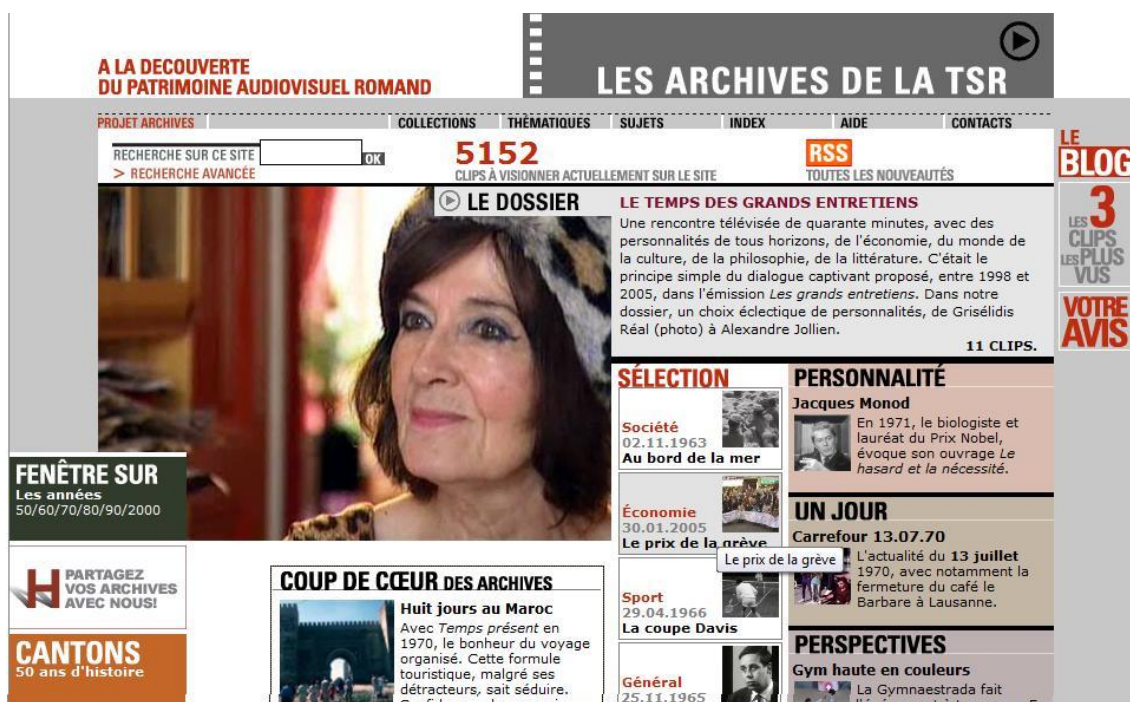 A LA DECOUVERTE
DU PATRIMOINE AUDIOVISUEL ROMAND
LES ARCHIVES DE LA TSR
PROJET ARCHIVES
COLLECTIONS
THÉMATIQUES
SUJETS
INDEX
AIDE
CONTACTS
RECHERCHE SUR CE SITE
OK
> RECHERCHE AVANCÉE
5152
CLIPS À VISIONNER ACTUELLEMENT SUR LE SITE
RSS
TOUTES LES NOUVEAUTÉS
LE
BLOG
LES 3
CLIPS
LES PLUS
VUS
VOTRE
AVIS
LE DOSSIER
LE TEMPS DES GRANDS ENTRETIENS
Une rencontre télévisée de quarante minutes, avec des
personnalités de tous horizons, de l'économie, du monde de
la culture, de la philosophie, de la littérature. C'était le
principe simple du dialogue captivant proposé, entre 1998 et
2005, dans l'émission Les grands entretiens. Dans notre
dossier, un choix éclectique de personnalités, de Grisélidis
Réal (photo) à Alexandre Jollien.
11 CLIPS.
FENÊTRE SUR
Les années
50/60/70/80/90/2000
PARTAGEZ
VOS ARCHIVES
AVEC NOUS!
CANTONS
50 ans d'histoire
COUP DE CŒUR DES ARCHIVES
Huit jours au Maroc
Avec Temps présent en
1970, le bonheur du voyage
organisé. Cette formule
touristique, malgré ses
détracteurs, sait séduire.
SÉLECTION
Société
02.11.1963
Au bord de la mer
Économie
30.01.2005
Le prix de la grève
Le prix de la grève
Sport
29.04.1966
La coupe Davis
Général
25.11.1965
PERSONNALITÉ
Jacques Monod
En 1971, le biologiste et
lauréat du Prix Nobel,
évoque son ouvrage Le
hasard et la nécessité.
UN JOUR
Carrefour 13.07.70
L'actualité du 13 juillet
1970, avec notamment la
fermeture du café le
Barbare à Lausanne.
PERSPECTIVES
Gym haute en couleurs
La Gymnaestrada fait